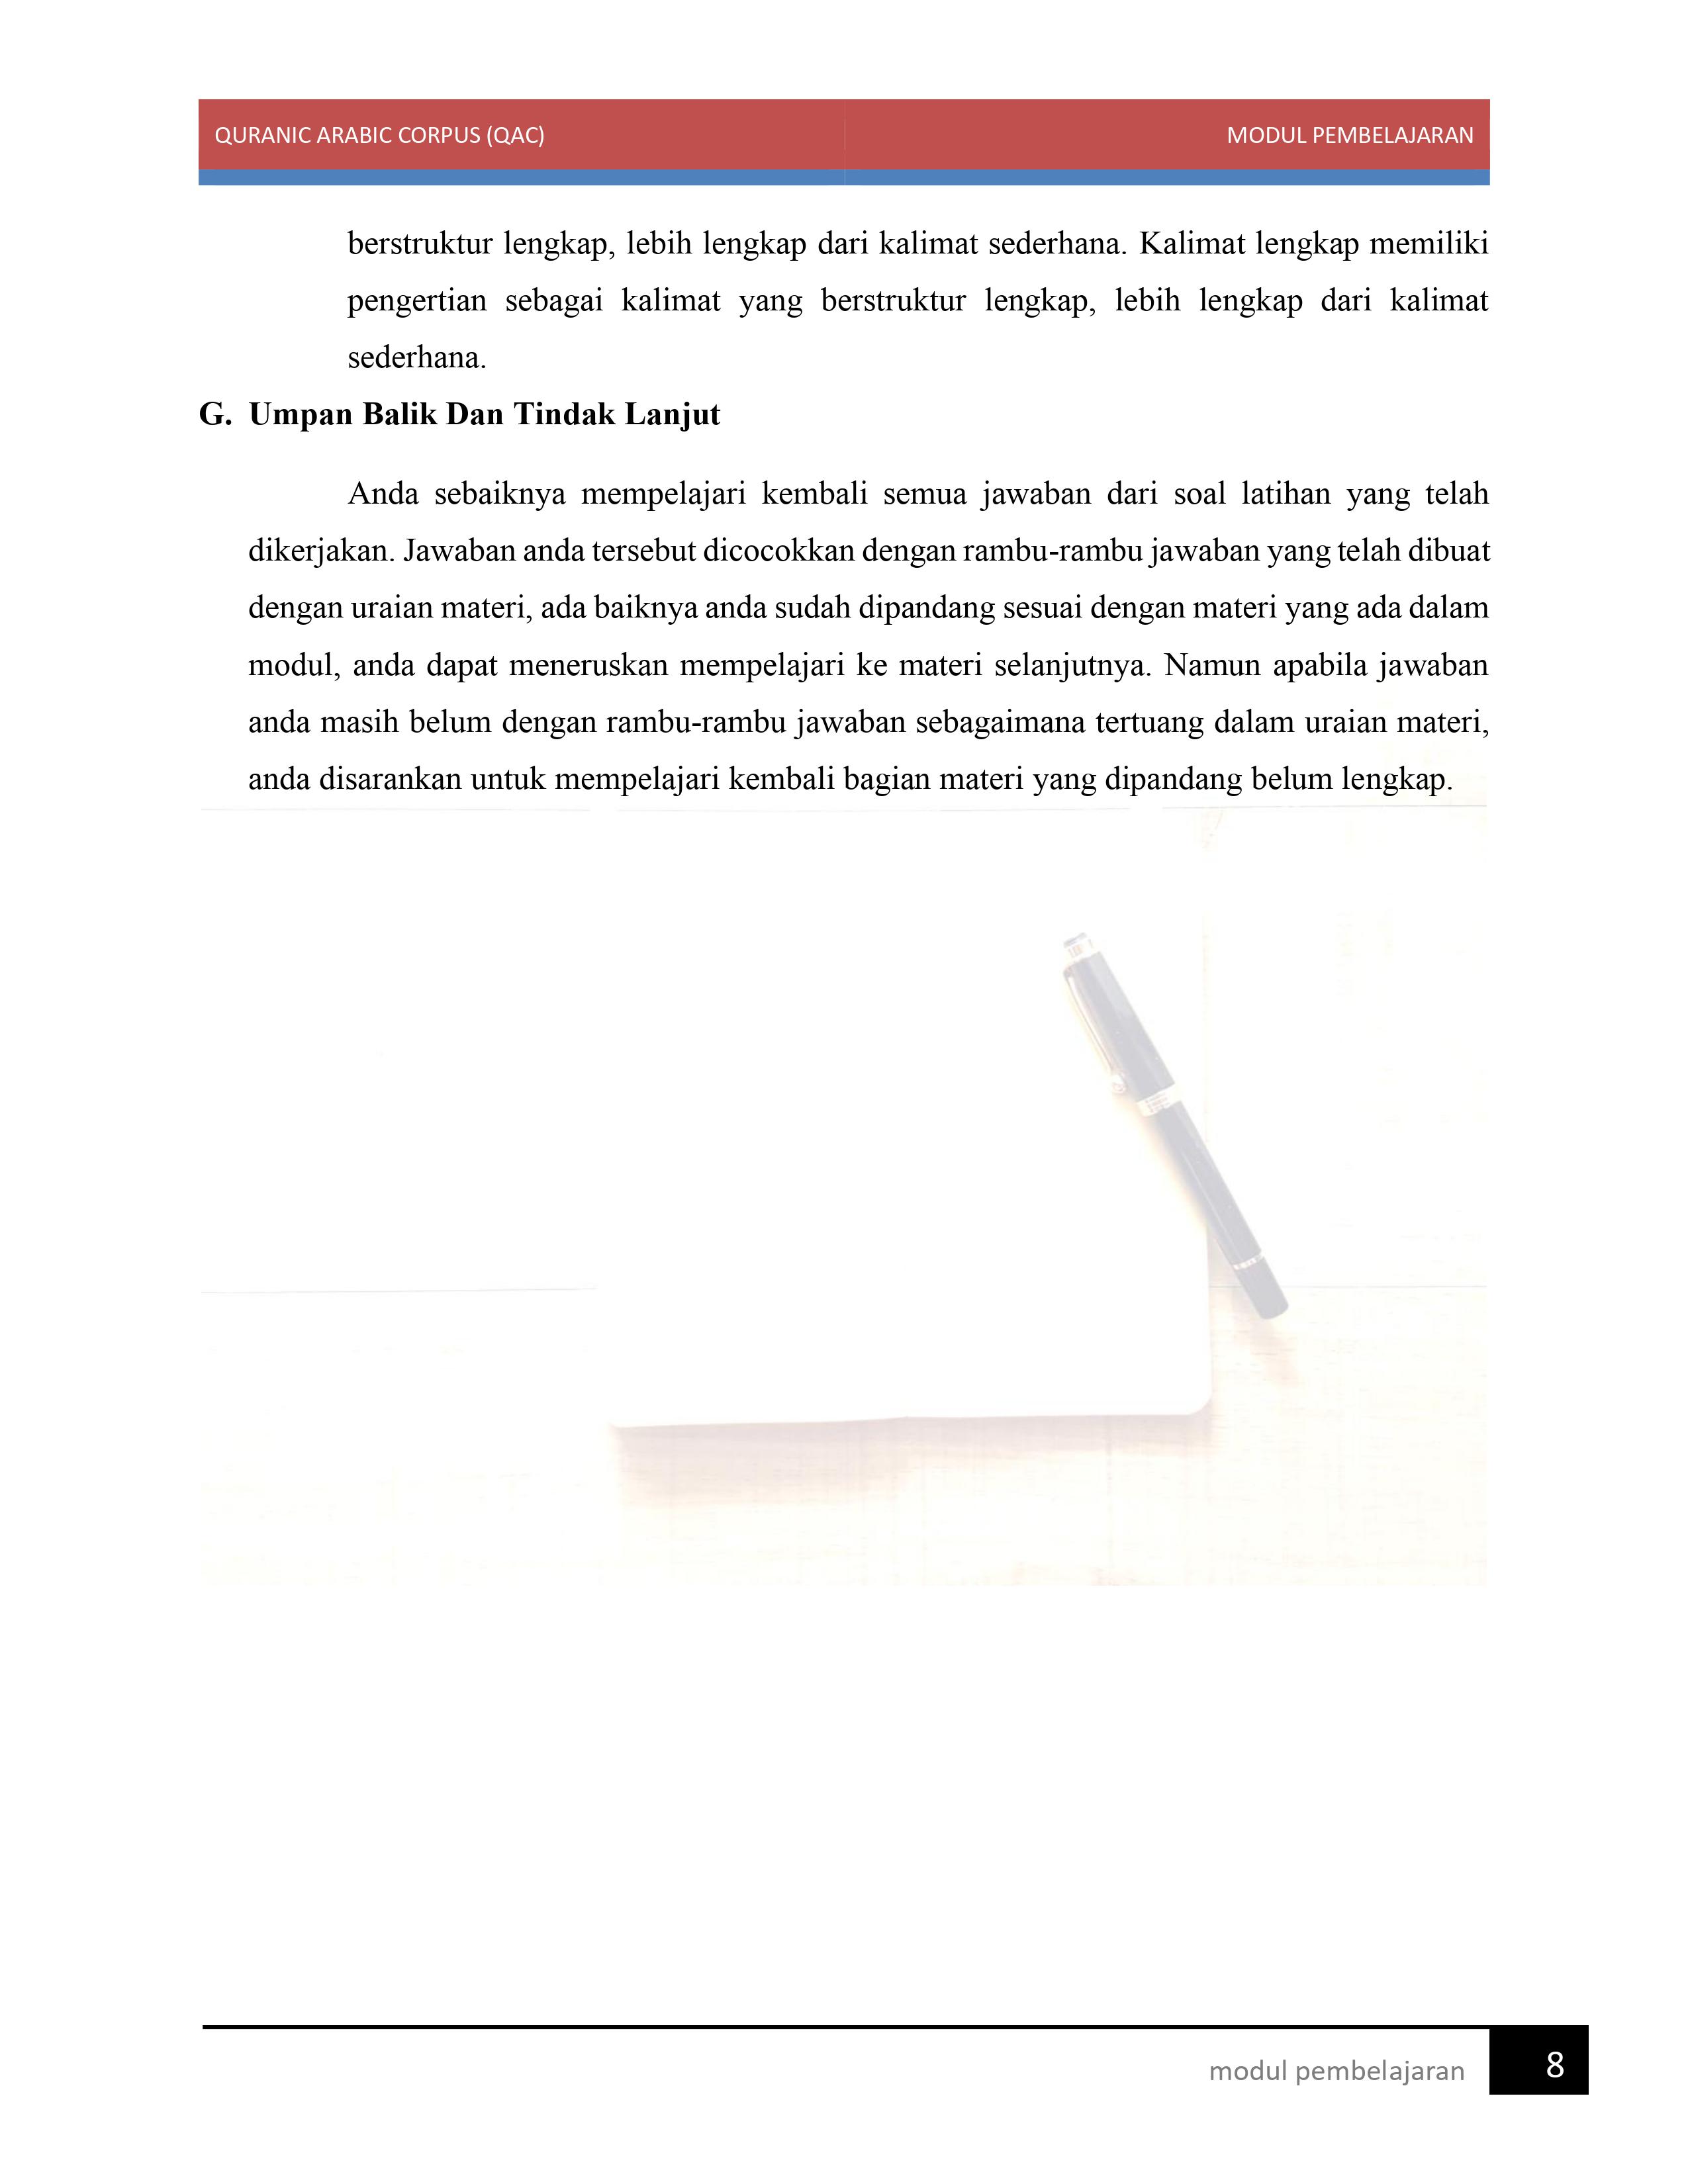 QURANIC ARABIC CORPUS (QAC) MODUL PEMBELAJARAN
berstruktur lengkap, lebih lengkap dari kalimat sederhana. Kalimat lengkap memiliki
pengertian sebagai kalimat yang berstruktur lengkap, lebih lengkap dari kalimat
sederhana.
G. Umpan Balik Dan Tindak Lanjut
Anda sebaiknya mempelajari kembali semua jawaban dari soal latihan yang telah
dikerjakan. Jawaban anda tersebut dicocokkan dengan rambu-rambu jawaban yang telah dibuat
dengan uraian materi, ada baiknya anda sudah dipandang sesuai dengan materi yang ada dalam
modul, anda dapat meneruskan mempelajari ke materi selanjutnya. Namun apabila jawaban
anda masih belum dengan rambu-rambu jawaban sebagaimana tertuang dalam uraian materi,
anda disarankan untuk mempelajari kembali bagian materi yang dipandang belum lengkap.
modul pembelajaran 8